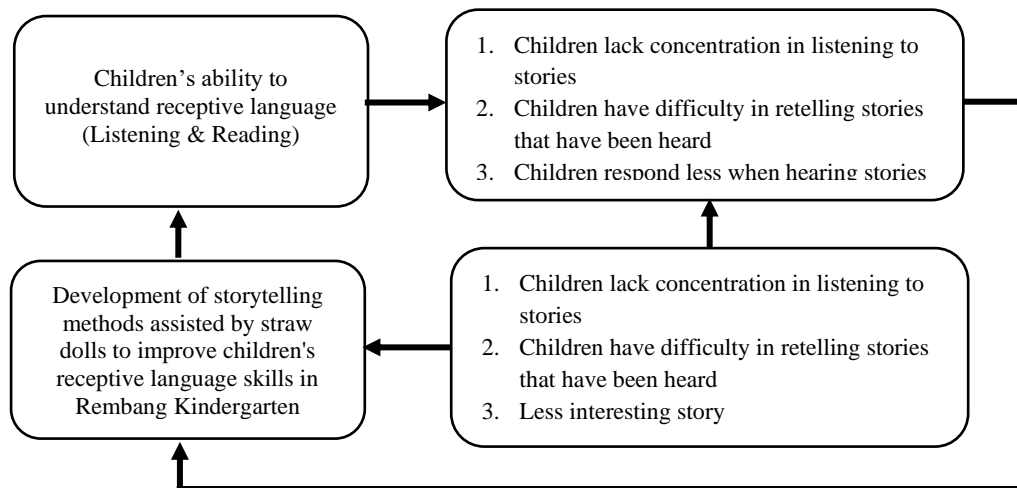 Children’s ability to
understand receptive language
(Listening & Reading)
1. Children lack concentration in listening to
stories
2. Children have difficulty in retelling stories
that have been heard
3. Children respond less when hearing stories
Development of storytelling
methods assisted by straw
dolls to improve children's
receptive language skills in
Rembang Kindergarten
1. Children lack concentration in listening to
stories
2. Children have difficulty in retelling stories
that have been heard
3. Less interesting story